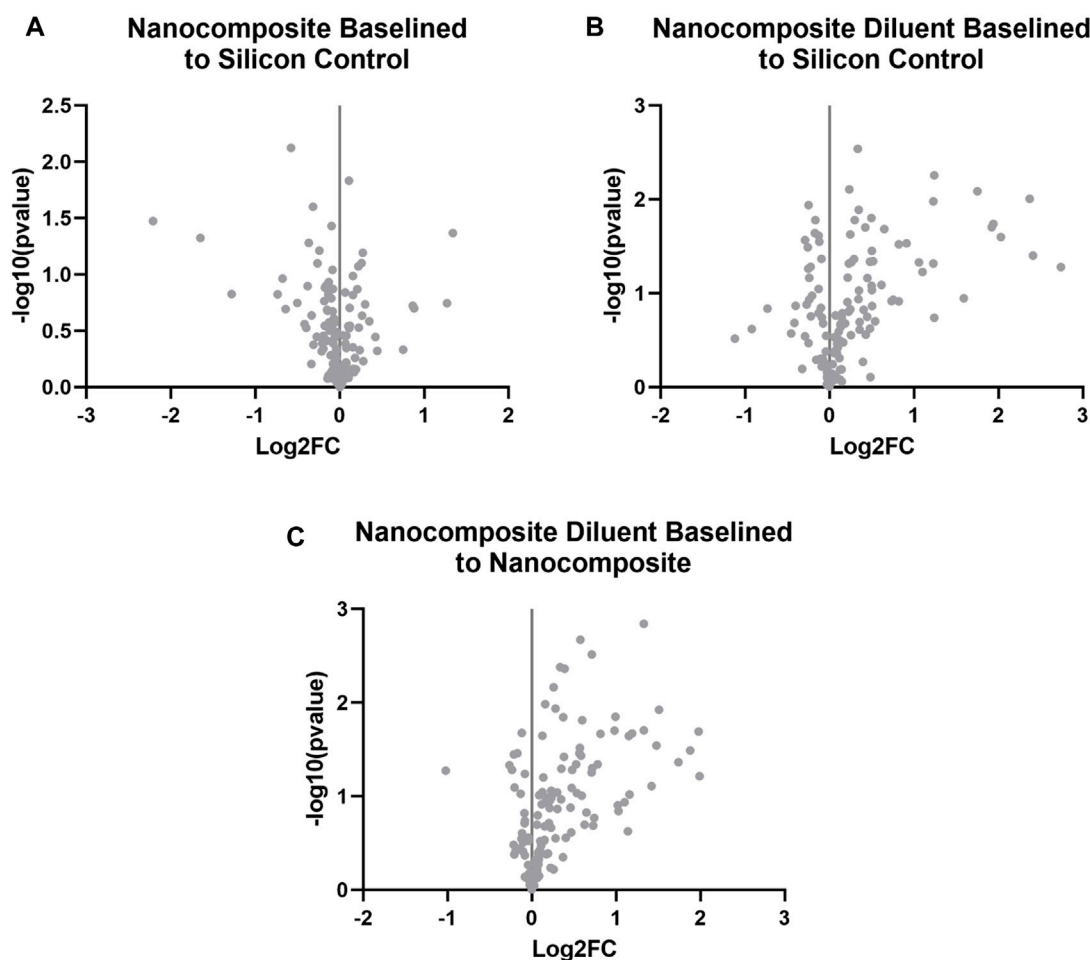 A
Nanocomposite Baselined
to Silicon Control
2.5
2.0
1.5
1.0
0.5
0.0
-log10(pvalue)
-3 -2 -1 0 1 2
Log2FC
B
Nanocomposite Diluent Baselined
to Silicon Control
3
2
1
0
-log10(pvalue)
-2 -1 0 1 2 3
Log2FC
C
Nanocomposite Diluent Baselined
to Nanocomposite
3
2
1
0
-log10(pvalue)
-2 -1 0 1 2 3
Log2FC